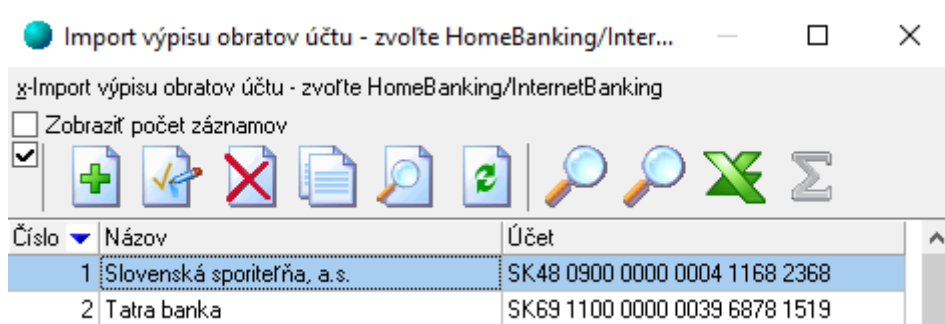 Import výpisu obratov účtu - zvoľte HomeBanking/Inter...
x-Import výpisu obratov účtu - zvoľte HomeBanking/InternetBanking
Zobraziť počet záznamov
Číslo Názov Účet
1 Slovenská sporiteľňa, a.s. SK48 0900 0000 0004 1168 2368
2 Tatra banka SK69 1100 0000 0039 6878 1519